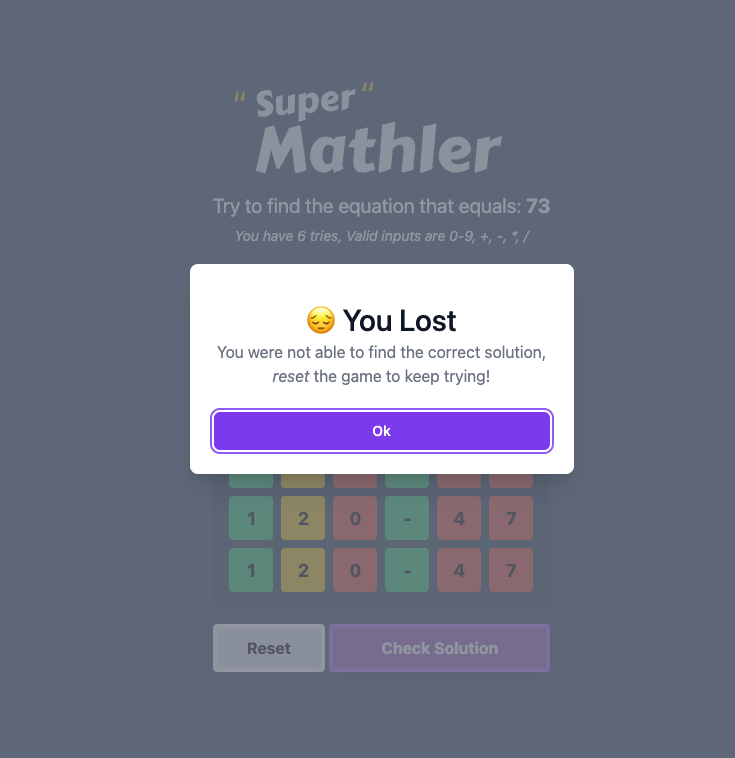 " Super "
Mathler
Try to find the equation that equals: 73
You have 6 tries, Valid inputs are 0-9, +, -, *, /
😔 You Lost
You were not able to find the correct solution,
reset the game to keep trying!
Ok
1 2 0 - 4 7
1 2 0 - 4 7
Reset Check Solution